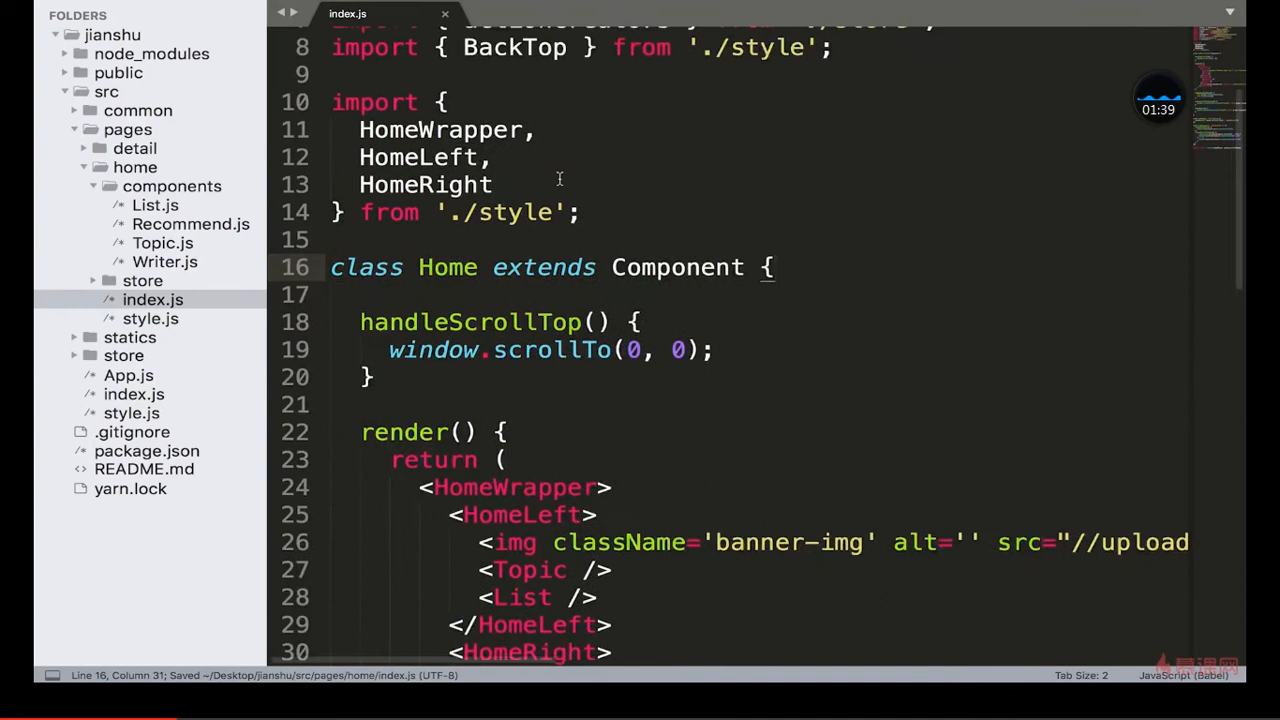 FOLDERS
jianshu
node_modules
public
src
common
pages
detail
home
components
/* List.js
/* Recommend.js
/* Topic.js
/* Writer.js
store
/* index.js
/* style.js
statics
store
/* App.js
/* index.js
/* style.js
.gitignore
/* package.json
<> README.md
yarn.lock
index.js ×
8 import { BackTop } from './style';
9
10 import {
11 HomeWrapper,
12 HomeLeft,
13 HomeRight
14 } from './style';
15
16 class Home extends Component {
17
18 handleScrollTop() {
19 window.scrollTo(0, 0);
20 }
21
22 render() {
23 return (
24 <HomeWrapper>
25 <HomeLeft>
26 <img className='banner-img' alt='' src="//upload
27 <Topic />
28 <List />
29 </HomeLeft>
30 <HomeRight>
01:39
Line 16, Column 31; Saved ~/Desktop/jianshu/src/pages/home/index.js (UTF-8)
Tab Size: 2
JavaScript (Babel)
慕课网